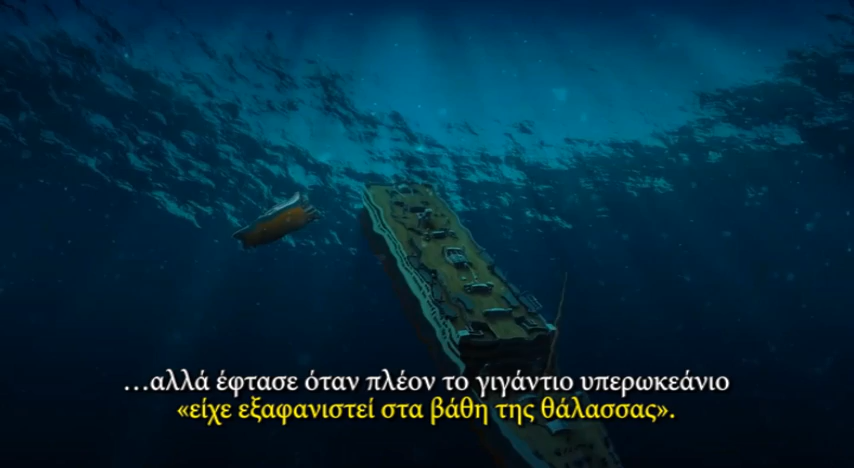 …αλλά έφτασε όταν πλέον το γιγάντιο υπερωκεάνιο
«είχε εξαφανιστεί στα βάθη της θάλασσας».